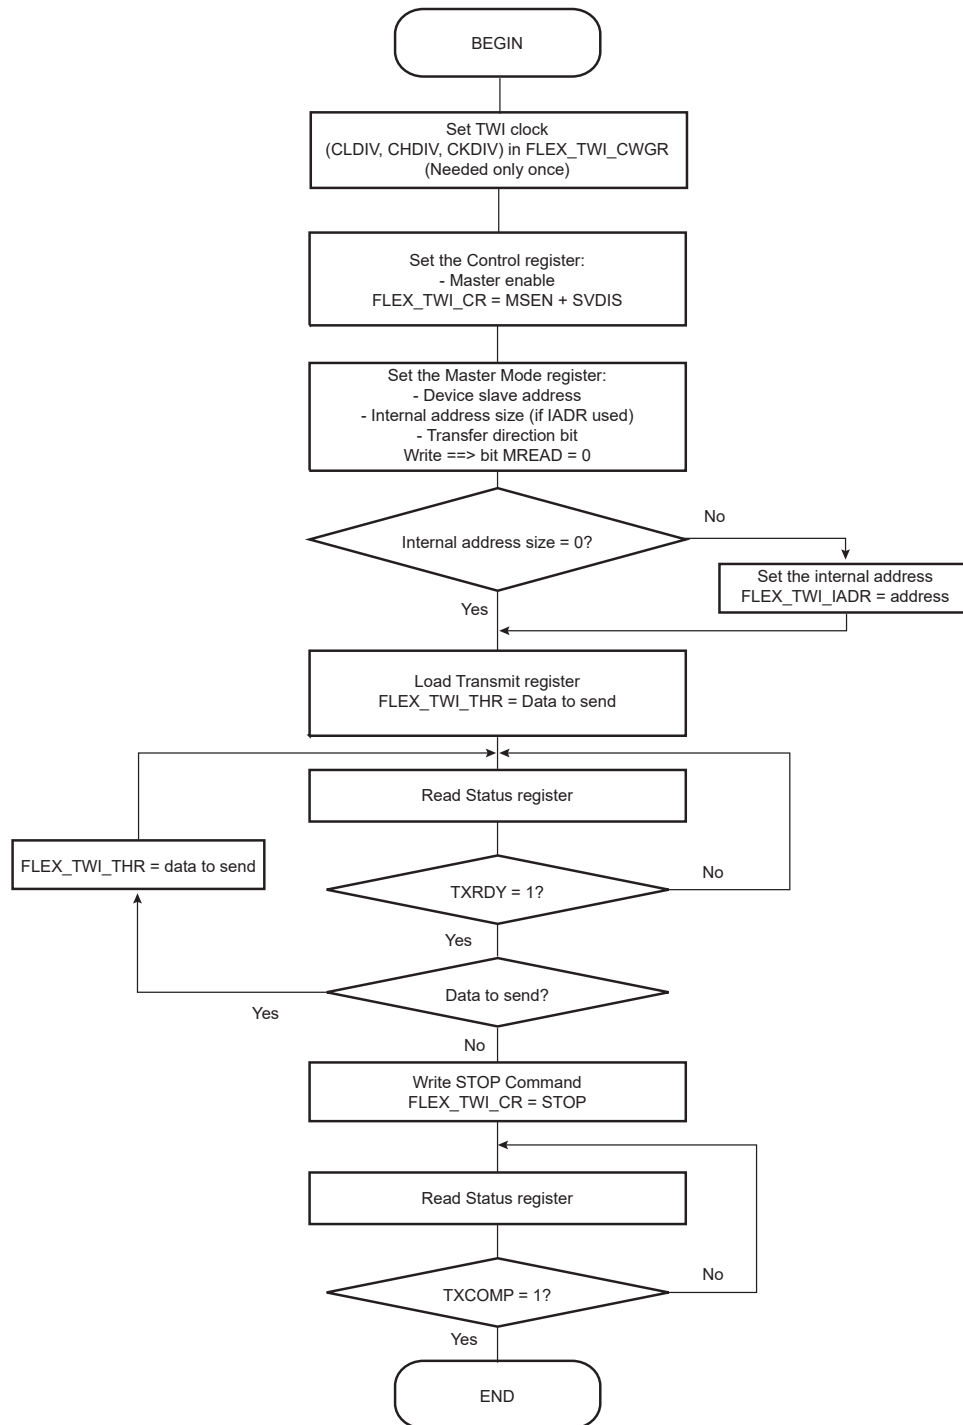 BEGIN
Set TWI clock
(CLDIV, CHDIV, CKDIV) in FLEX_TWI_CWGR
(Needed only once)
Set the Control register:
- Master enable
FLEX_TWI_CR = MSEN + SVDIS
Set the Master Mode register:
- Device slave address
- Internal address size (if IADR used)
- Transfer direction bit
Write ==> bit MREAD = 0
No
Internal address size = 0?
Set the internal address
FLEX_TWI_IADR = address
Yes
Load Transmit register
FLEX_TWI_THR = Data to send
Read Status register
FLEX_TWI_THR = data to send
No
TXRDY = 1?
Yes
Data to send?
Yes
No
Write STOP Command
FLEX_TWI_CR = STOP
Read Status register
No
TXCOMP = 1?
Yes
END